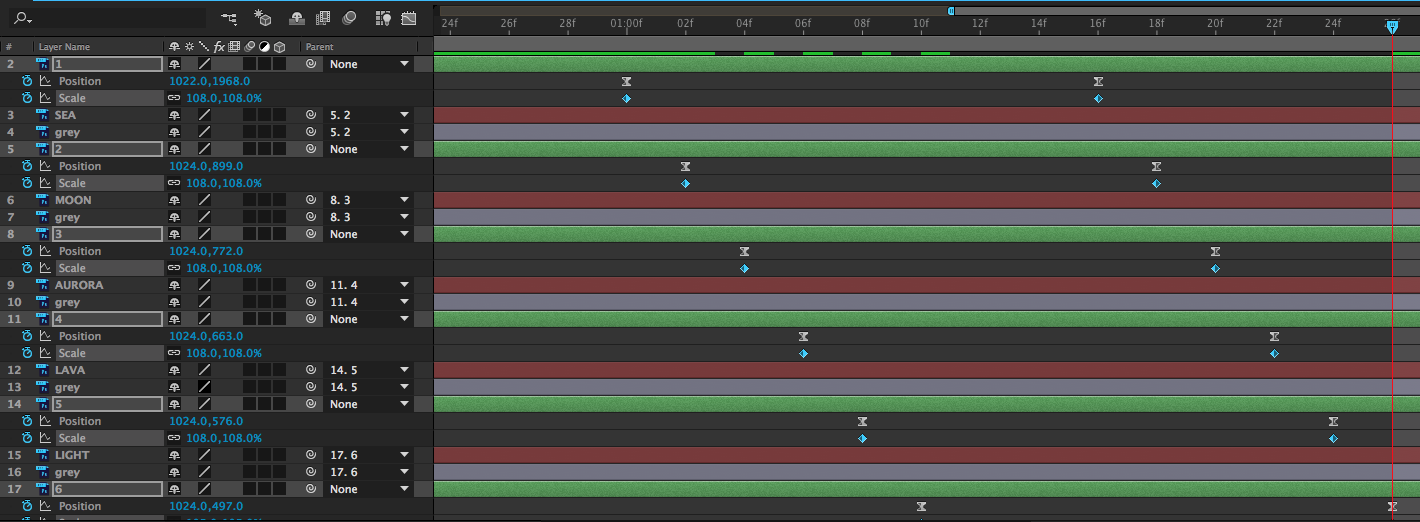 24f 26f 28f 01:00f 02f 04f 06f 08f 10f 12f 14f 16f 18f 20f 22f 24f
# Layer Name fx Parent
2 1 None
Position 1022.0,1968.0
Scale 108.0,108.0%
3 SEA 5. 2
4 grey 5. 2
5 2 None
Position 1024.0,899.0
Scale 108.0,108.0%
6 MOON 8. 3
7 grey 8. 3
8 3 None
Position 1024.0,772.0
Scale 108.0,108.0%
9 AURORA 11. 4
10 grey 11. 4
11 4 None
Position 1024.0,663.0
Scale 108.0,108.0%
12 LAVA 14. 5
13 grey 14. 5
14 5 None
Position 1024.0,576.0
Scale 108.0,108.0%
15 LIGHT 17. 6
16 grey 17. 6
17 6 None
Position 1024.0,497.0